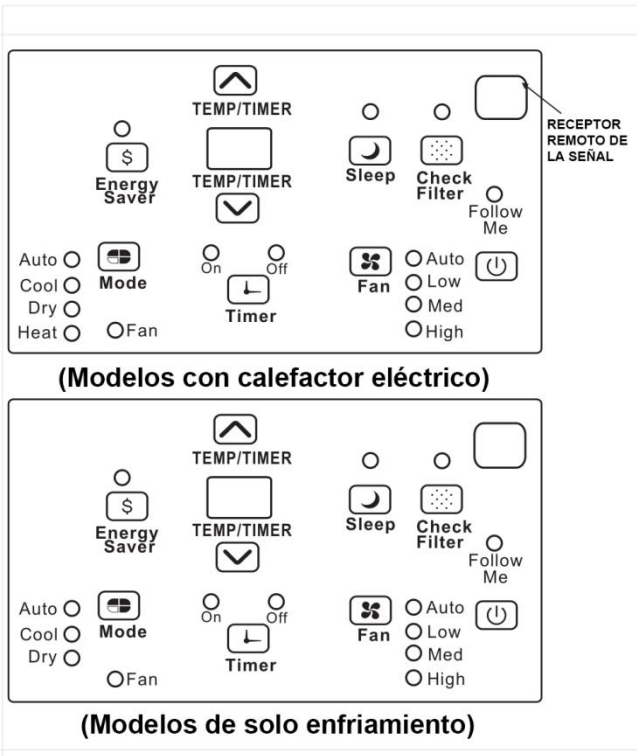 TEMP/TIMER
RECEPTOR
REMOTO DE
LA SEÑAL
$
Energy
Saver
TEMP/TIMER
Sleep
Check
Filter
Follow
Me
Auto
Cool
Dry
Heat
Mode
Fan
On
Off
Timer
Fan
Auto
Low
Med
High
(Modelos con calefactor eléctrico)
TEMP/TIMER
$
Energy
Saver
TEMP/TIMER
Sleep
Check
Filter
Follow
Me
Auto
Cool
Dry
Mode
Fan
On
Off
Timer
Fan
Auto
Low
Med
High
(Modelos de solo enfriamiento)